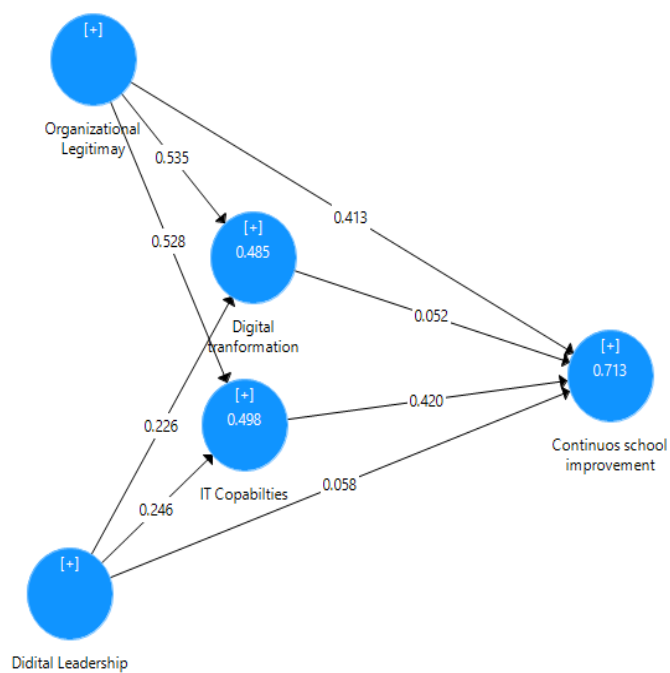 [+]
Organizational
Legitimay
0.535
0.413
0.528
[+]
0.485
Digital
tranformation
0.052
[+]
0.713
Continuos school
improvement
[+]
0.498
IT Copabilties
0.420
0.226
0.246
0.058
[+]
Didital Leadership